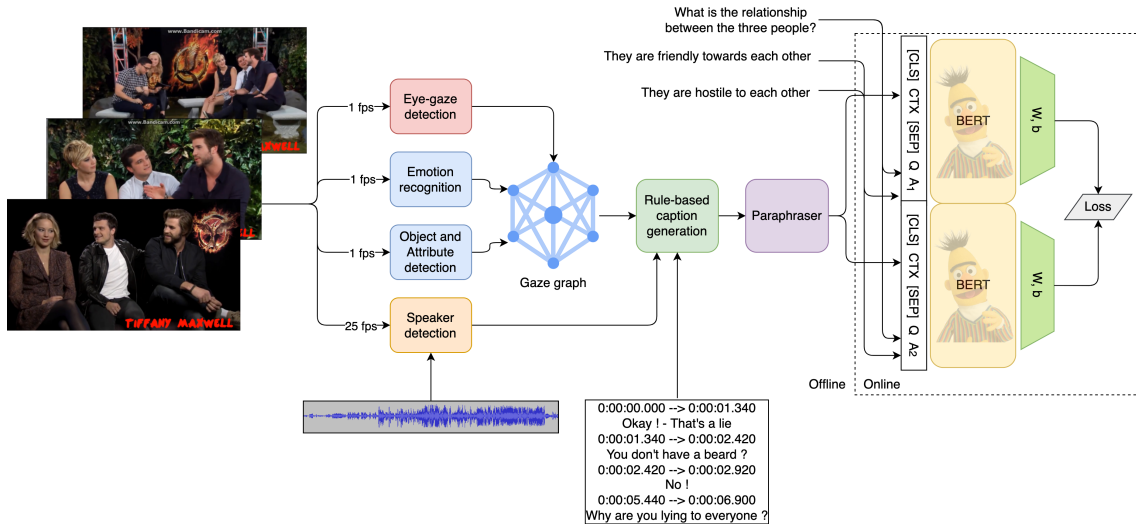 www.Bandicam.com
www.Bandicam.com
TIFFANY MAXWELL
1 fps
1 fps
1 fps
25 fps
Eye-gaze
detection
Emotion
recognition
Object and
Attribute
detection
Speaker
detection
Gaze graph
Rule-based
caption
generation
Paraphraser
0:00:00.000 --> 0:00:01.340
Okay ! - That's a lie
0:00:01.340 --> 0:00:02.420
You don't have a beard ?
0:00:02.420 --> 0:00:02.920
No !
0:00:05.440 --> 0:00:06.900
Why are you lying to everyone ?
What is the relationship
between the three people?
They are friendly towards each other
They are hostile to each other
Offline
Online
[CLS] CTX [SEP] Q A1
[CLS] CTX [SEP] Q A2
BERT
BERT
W, b
W, b
Loss